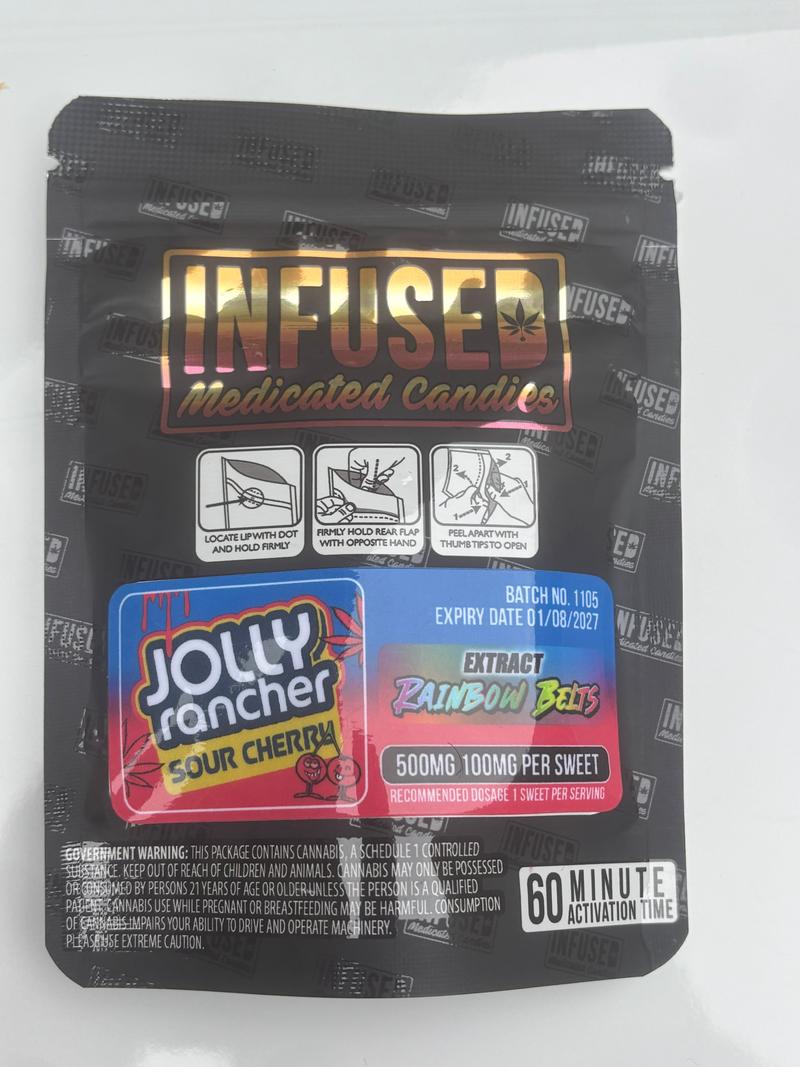 INFUSED
Medicated Candies
LOCATE LIP WITH DOT
AND HOLD FIRMLY
FIRMLY HOLD REAR FLAP
WITH OPPOSITE HAND
2
2
1
1
PEEL APART WITH
THUMB TIPS TO OPEN
JOLLY
rancher
SOUR CHERRY
BATCH NO. 1105
EXPIRY DATE 01/08/2027
EXTRACT
RAINBOW BELTS
500MG 100MG PER SWEET
RECOMMENDED DOSAGE 1 SWEET PER SERVING
GOVERNMENT WARNING: THIS PACKAGE CONTAINS CANNABIS, A SCHEDULE 1 CONTROLLED
SUBSTANCE. KEEP OUT OF REACH OF CHILDREN AND ANIMALS. CANNABIS MAY ONLY BE POSSESSED
OR CONSUMED BY PERSONS 21 YEARS OF AGE OR OLDER UNLESS THE PERSON IS A QUALIFIED
PATIENT. CANNABIS USE WHILE PREGNANT OR BREASTFEEDING MAY BE HARMFUL. CONSUMPTION
OF CANNABIS IMPAIRS YOUR ABILITY TO DRIVE AND OPERATE MACHINERY.
PLEASE USE EXTREME CAUTION.
60 MINUTE
ACTIVATION TIME